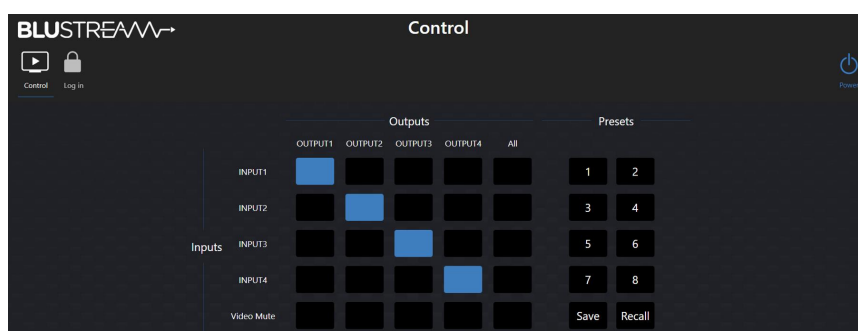 BLUSTREAM
Control
Control Log in
Power
Outputs Presets
OUTPUT1 OUTPUT2 OUTPUT3 OUTPUT4 All
INPUT1 1 2
INPUT2 3 4
Inputs INPUT3 5 6
INPUT4 7 8
Video Mute Save Recall